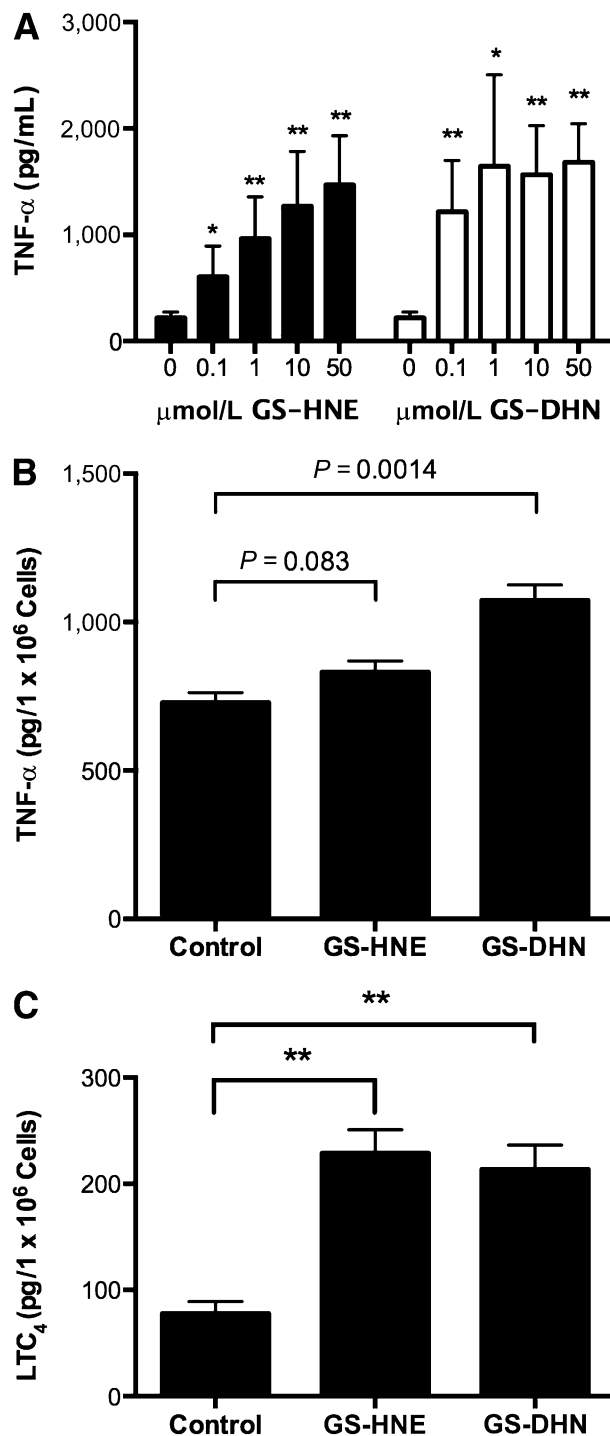 A
TNF-α (pg/mL)
3,000
2,000
1,000
0
* ** ** ** ** * ** **
0 0.1 1 10 50 0 0.1 1 10 50
μmol/L GS–HNE μmol/L GS–DHN
B
TNF-α (pg/1 x 10⁶ Cells)
1,500
1,000
500
0
P = 0.0014
P = 0.083
Control GS-HNE GS-DHN
C
LTC₄ (pg/1 x 10⁶ Cells)
300
200
100
0
**
**
Control GS-HNE GS-DHN